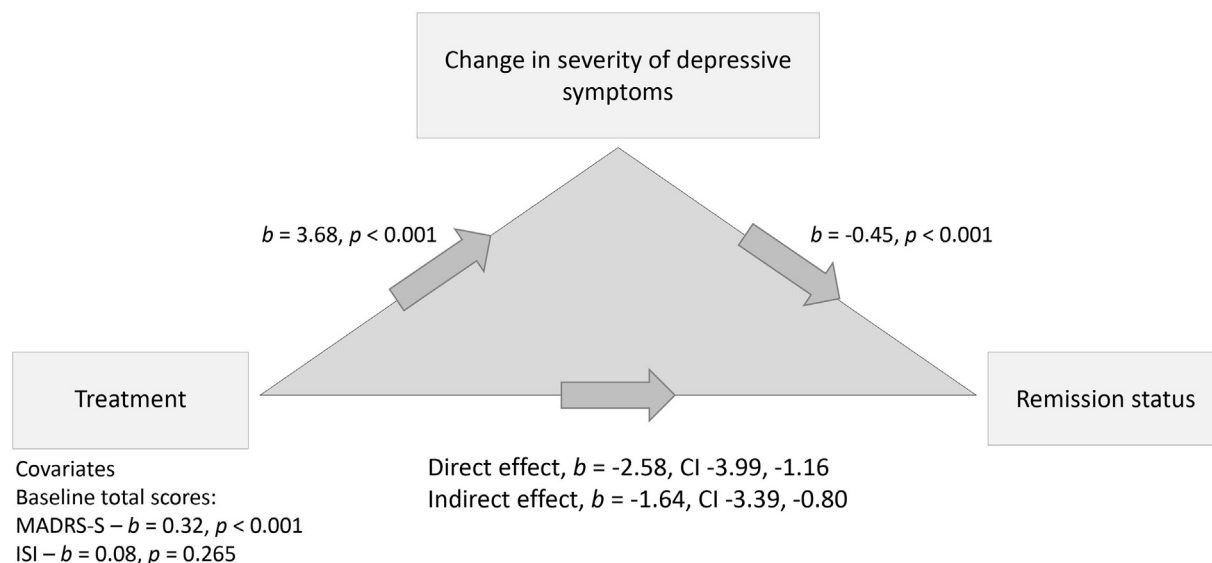 Change in severity of depressive
symptoms
b = 3.68, p < 0.001
b = -0.45, p < 0.001
Treatment
Remission status
Covariates
Baseline total scores:
MADRS-S – b = 0.32, p < 0.001
ISI – b = 0.08, p = 0.265
Direct effect, b = -2.58, CI -3.99, -1.16
Indirect effect, b = -1.64, CI -3.39, -0.80